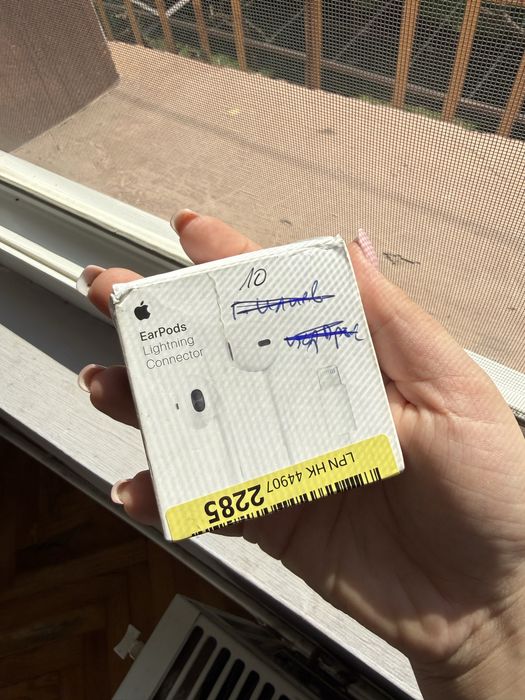 10
EarPods
Lightning
Connector
LPN HK 44907
2285